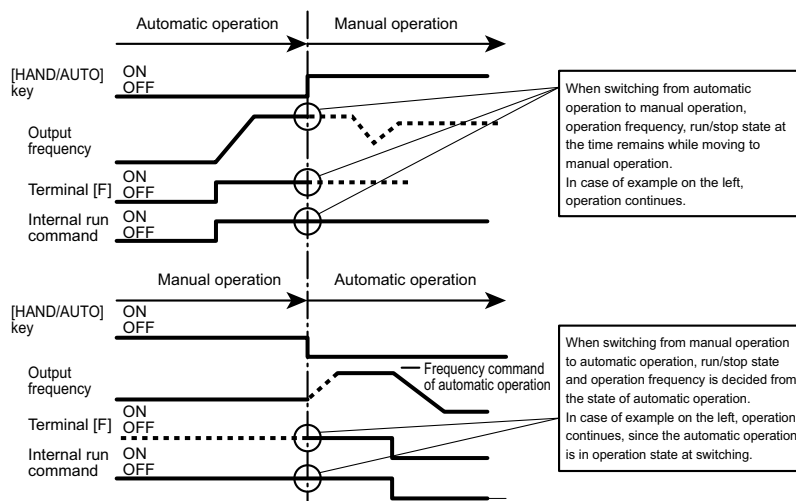 Automatic operation Manual operation
[HAND/AUTO]
key
ON
OFF
Output
frequency
Terminal [F]
ON
OFF
Internal run
command
ON
OFF
When switching from automatic
operation to manual operation,
operation frequency, run/stop state at
the time remains while moving to
manual operation.
In case of example on the left,
operation continues.
Manual operation Automatic operation
[HAND/AUTO]
key
ON
OFF
Output
frequency
Frequency command
of automatic operation
Terminal [F]
ON
OFF
Internal run
command
ON
OFF
When switching from manual operation
to automatic operation, run/stop state
and operation frequency is decided from
the state of automatic operation.
In case of example on the left, operation
continues, since the automatic operation
is in operation state at switching.